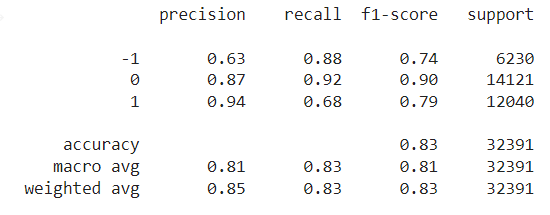 precision recall f1-score support
-1 0.63 0.88 0.74 6230
0 0.87 0.92 0.90 14121
1 0.94 0.68 0.79 12040
accuracy 0.83 32391
macro avg 0.81 0.83 0.81 32391
weighted avg 0.85 0.83 0.83 32391